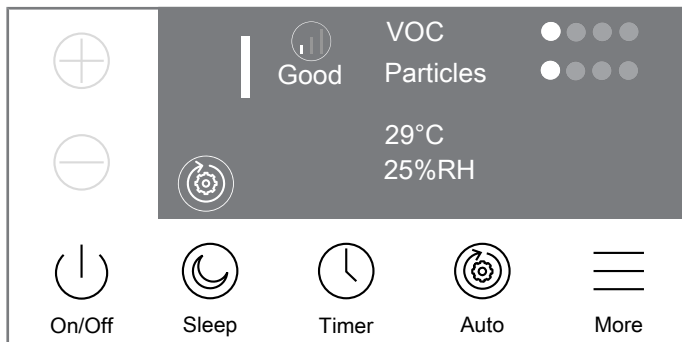 VOC
Good
Particles
29°C
25%RH
On/Off
Sleep
Timer
Auto
More